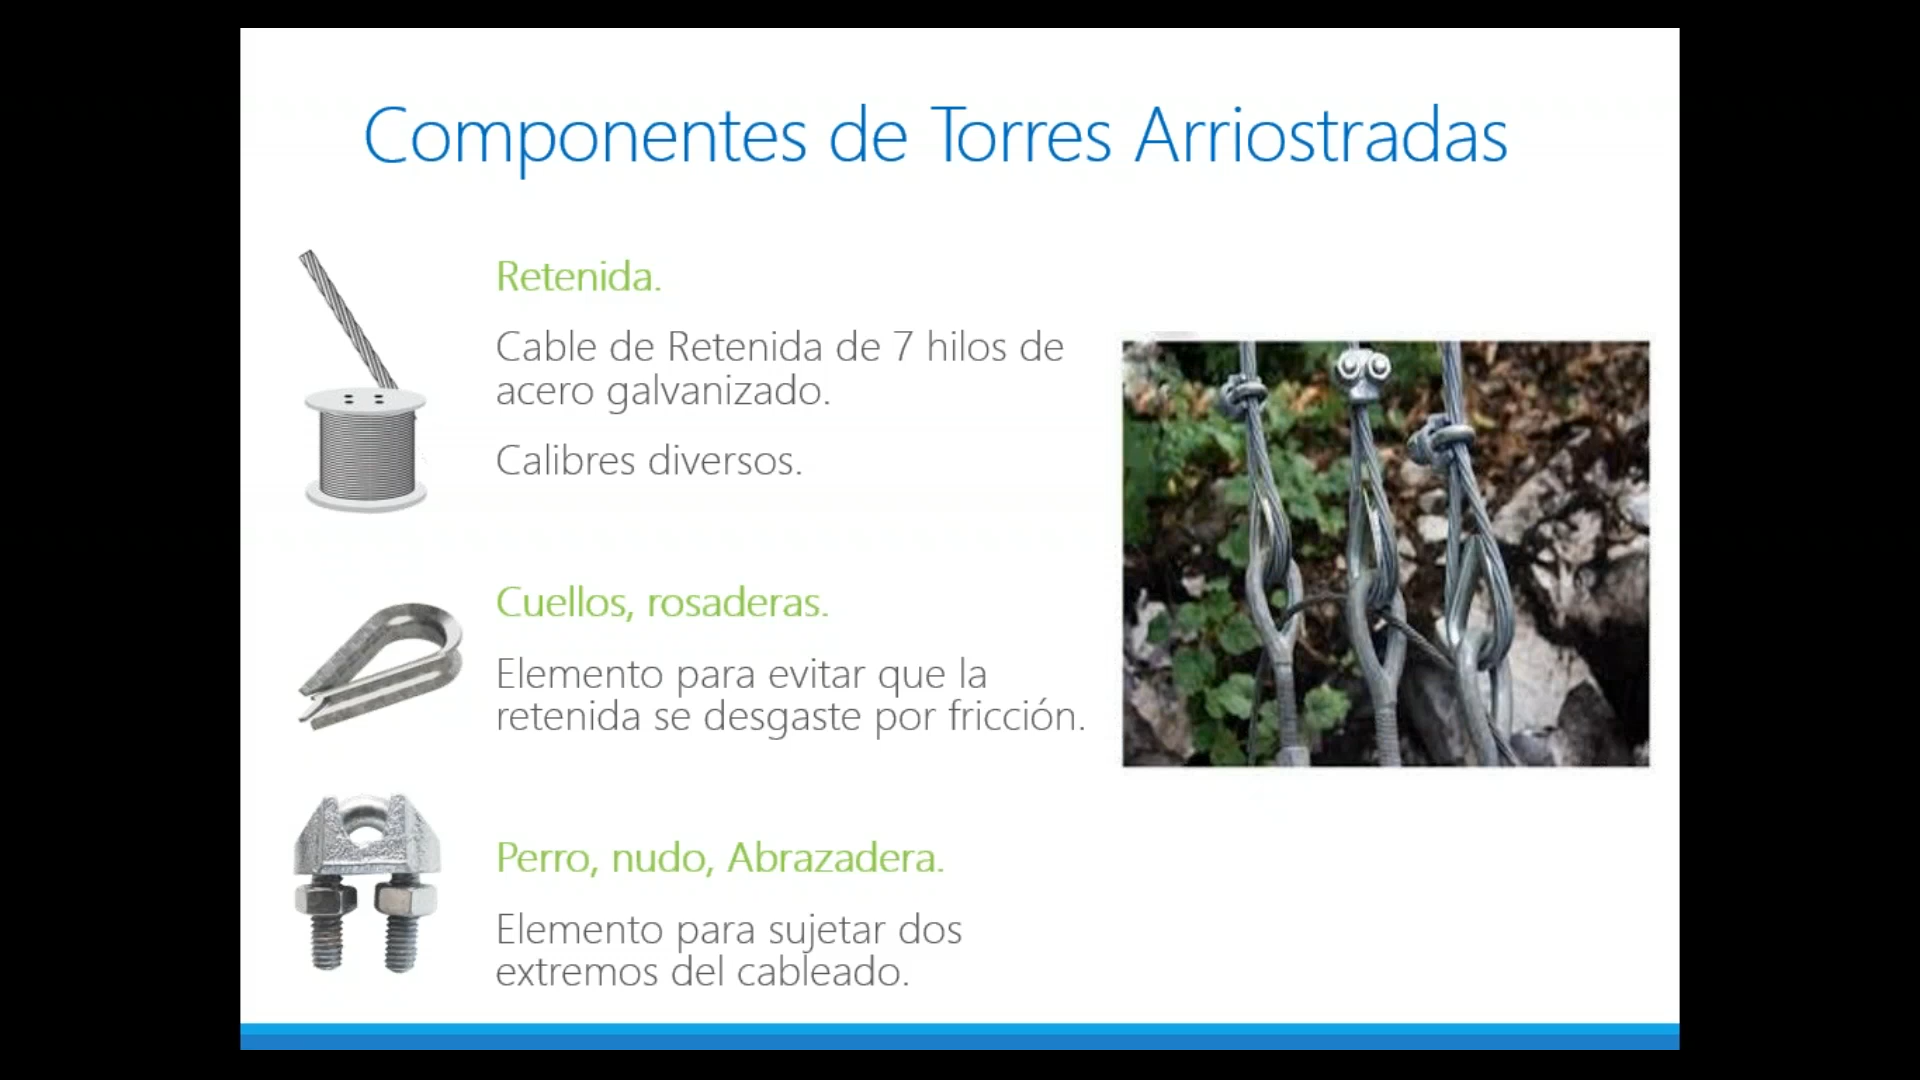 Componentes de Torres Arriostradas
Retenida.
Cable de Retenida de 7 hilos de
acero galvanizado.
Calibres diversos.
Cuellos, rosaderas.
Elemento para evitar que la
retenida se desgaste por fricción.
Perro, nudo, Abrazadera.
Elemento para sujetar dos
extremos del cableado.